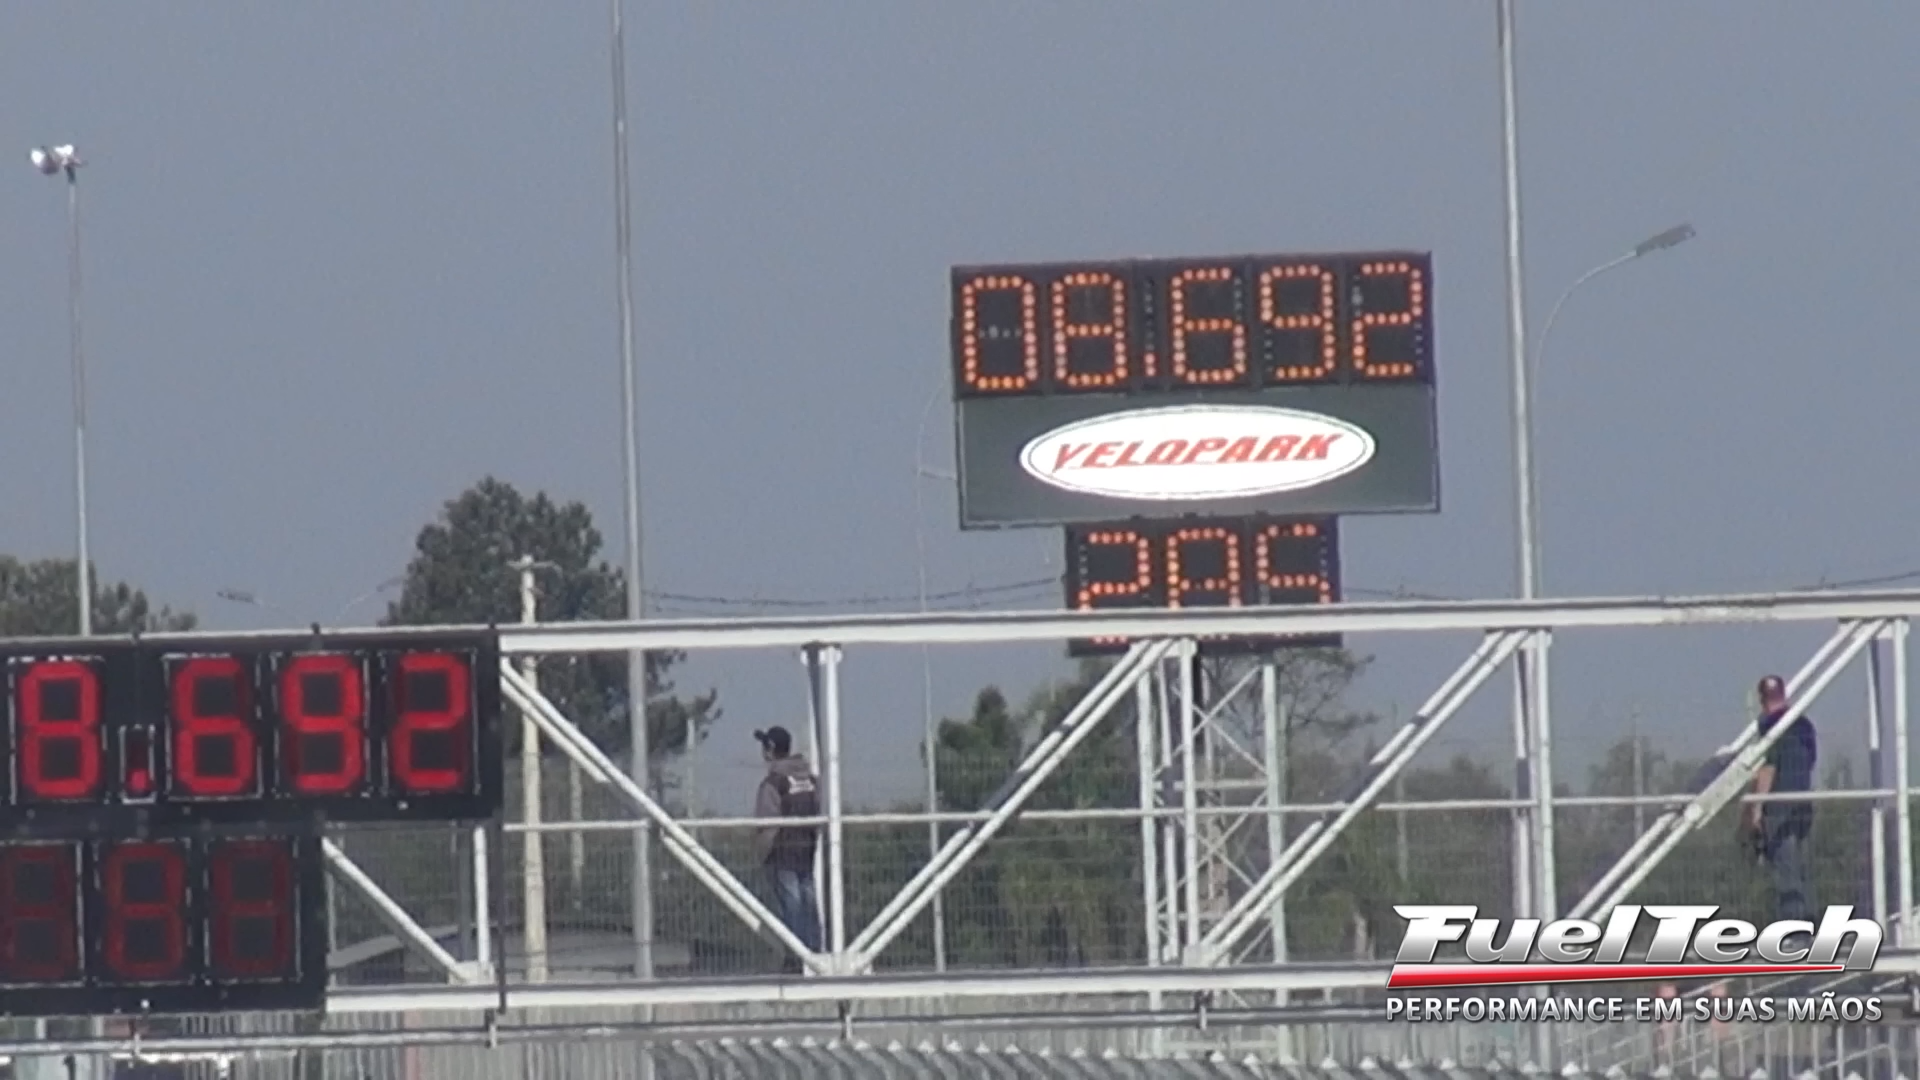 08.692
VELOPARK
8.692
FuelTech
PERFORMANCE EM SUAS MÃOS